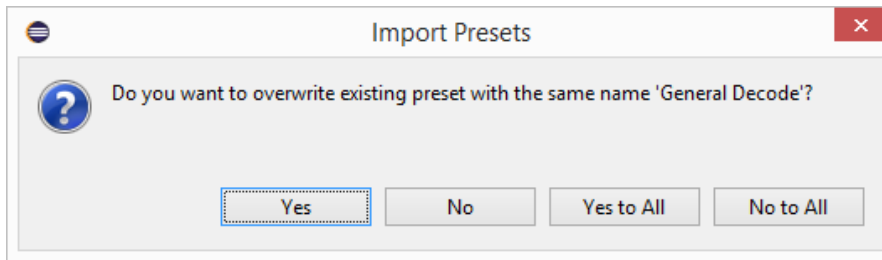 Import Presets
Do you want to overwrite existing preset with the same name 'General Decode'?
Yes No Yes to All No to All